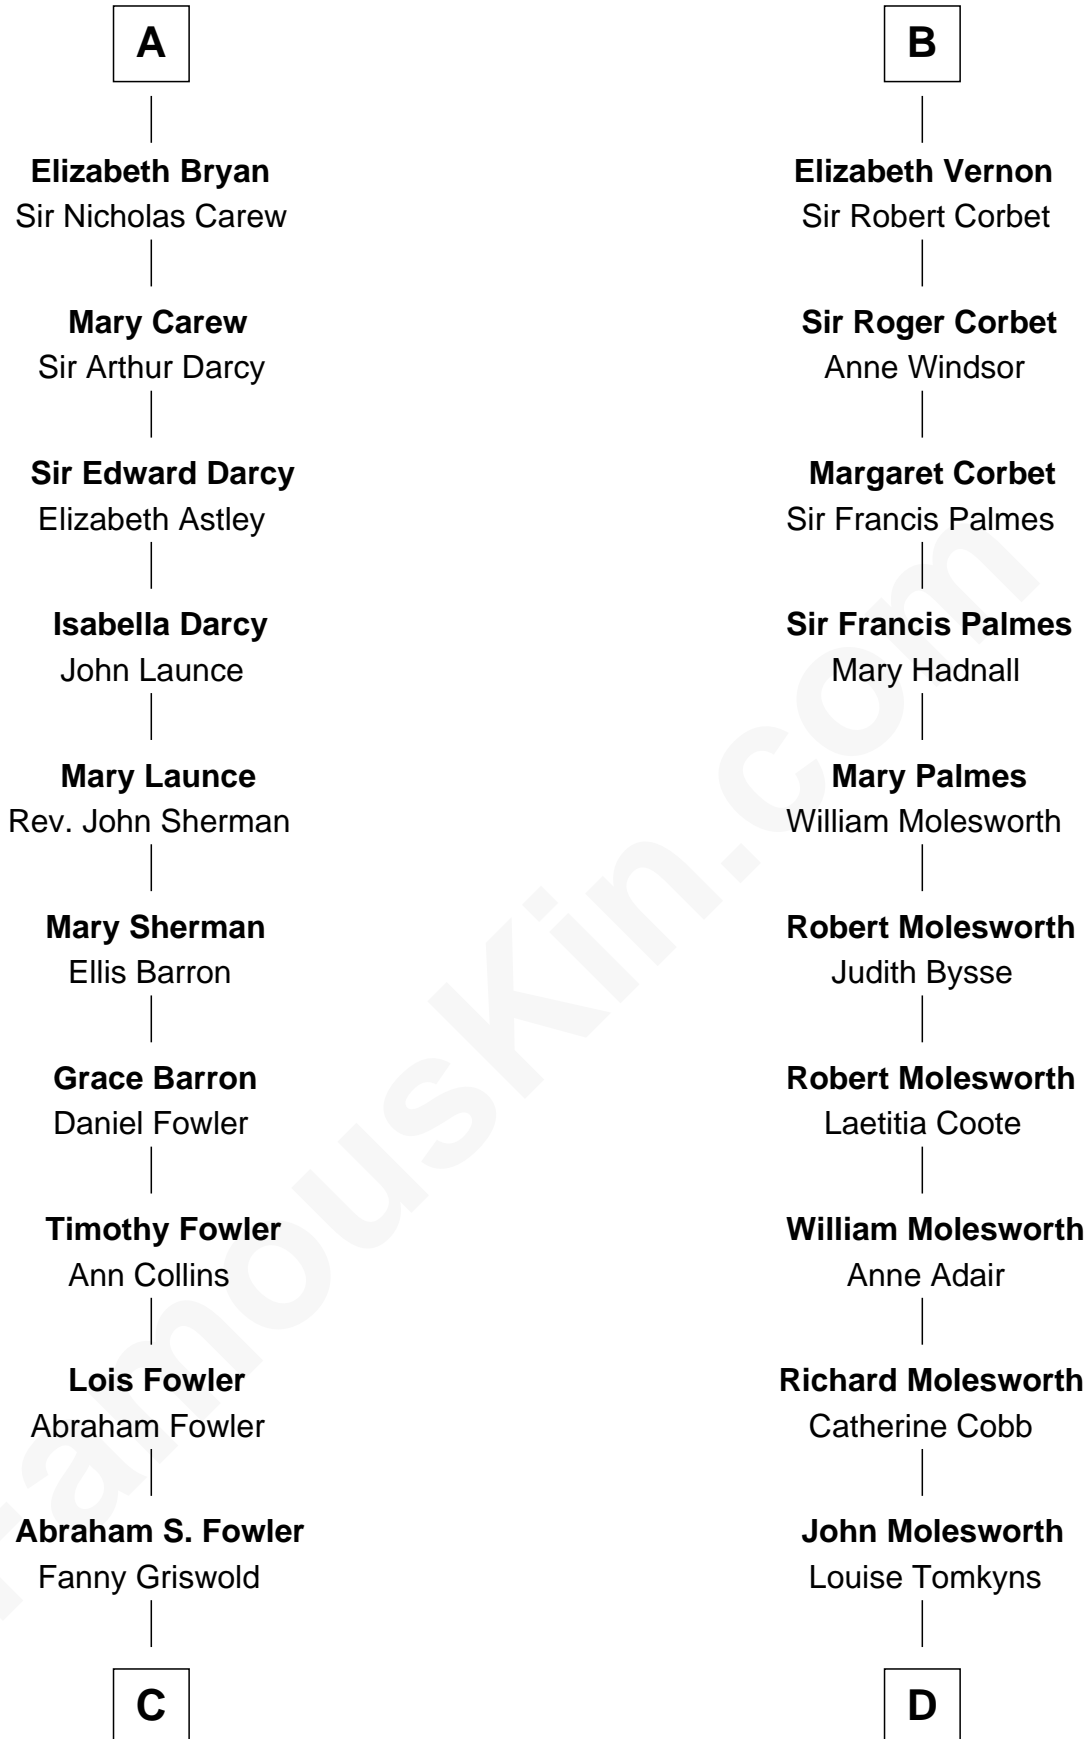 A
Elizabeth Bryan
Sir Nicholas Carew
Mary Carew
Sir Arthur Darcy
Sir Edward Darcy
Elizabeth Astley
Isabella Darcy
John Launce
Mary Launce
Rev. John Sherman
Mary Sherman
Ellis Barron
Grace Barron
Daniel Fowler
Timothy Fowler
Ann Collins
Lois Fowler
Abraham Fowler
Abraham S. Fowler
Fanny Griswold
C
B
Elizabeth Vernon
Sir Robert Corbet
Sir Roger Corbet
Anne Windsor
Margaret Corbet
Sir Francis Palmes
Sir Francis Palmes
Mary Hadnall
Mary Palmes
William Molesworth
Robert Molesworth
Judith Bysse
Robert Molesworth
Laetitia Coote
William Molesworth
Anne Adair
Richard Molesworth
Catherine Cobb
John Molesworth
Louise Tomkyns
D
FamousKin.com